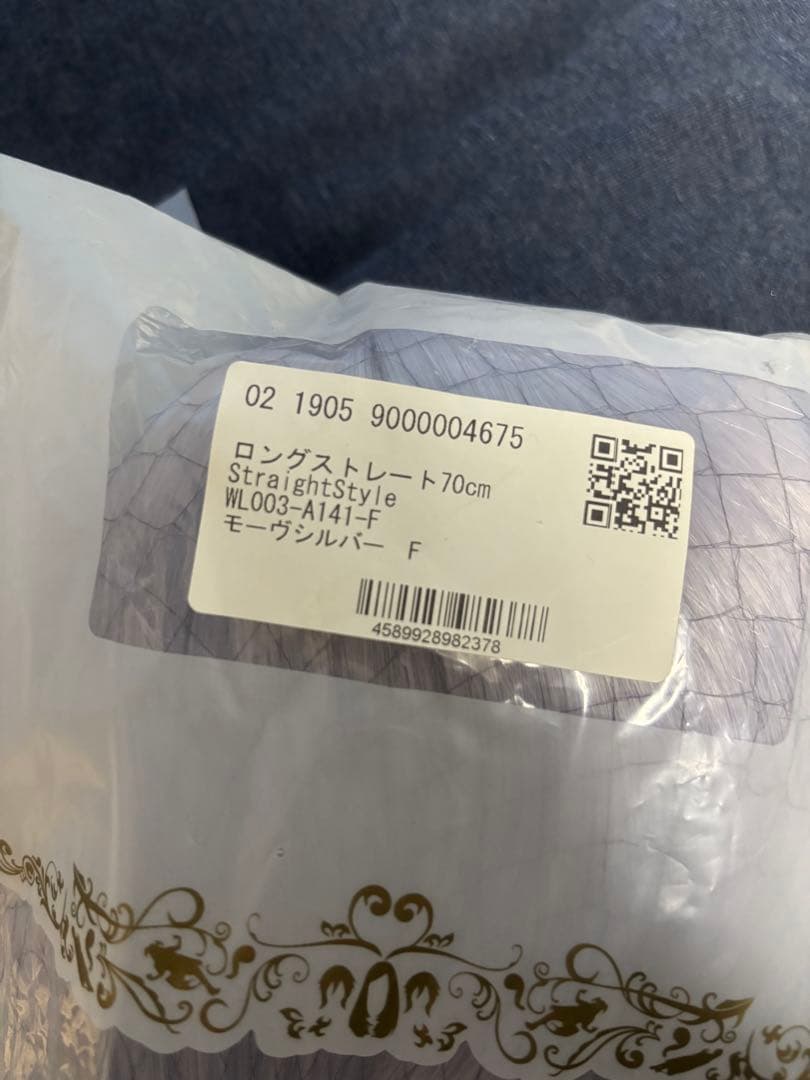 02 1905 9000004675
ロングストレート70cm
StraightStyle
WL003-A141-F
モーヴシルバー F
4589928982378